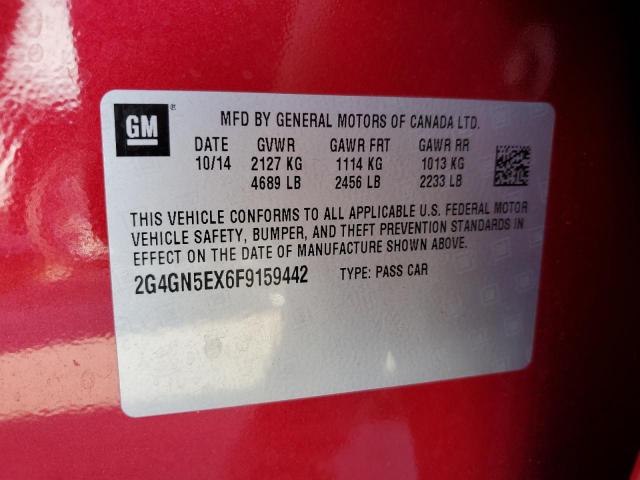 GM ®
MFD BY GENERAL MOTORS OF CANADA LTD.
DATE GVWR GAWR FRT GAWR RR
10/14 2127 KG 1114 KG 1013 KG
4689 LB 2456 LB 2233 LB
THIS VEHICLE CONFORMS TO ALL APPLICABLE U.S. FEDERAL MOTOR
VEHICLE SAFETY, BUMPER, AND THEFT PREVENTION STANDARDS IN
EFFECT ON THE DATE OF MANUFACTURE SHOWN ABOVE.
2G4GN5EX6F9159442 TYPE: PASS CAR